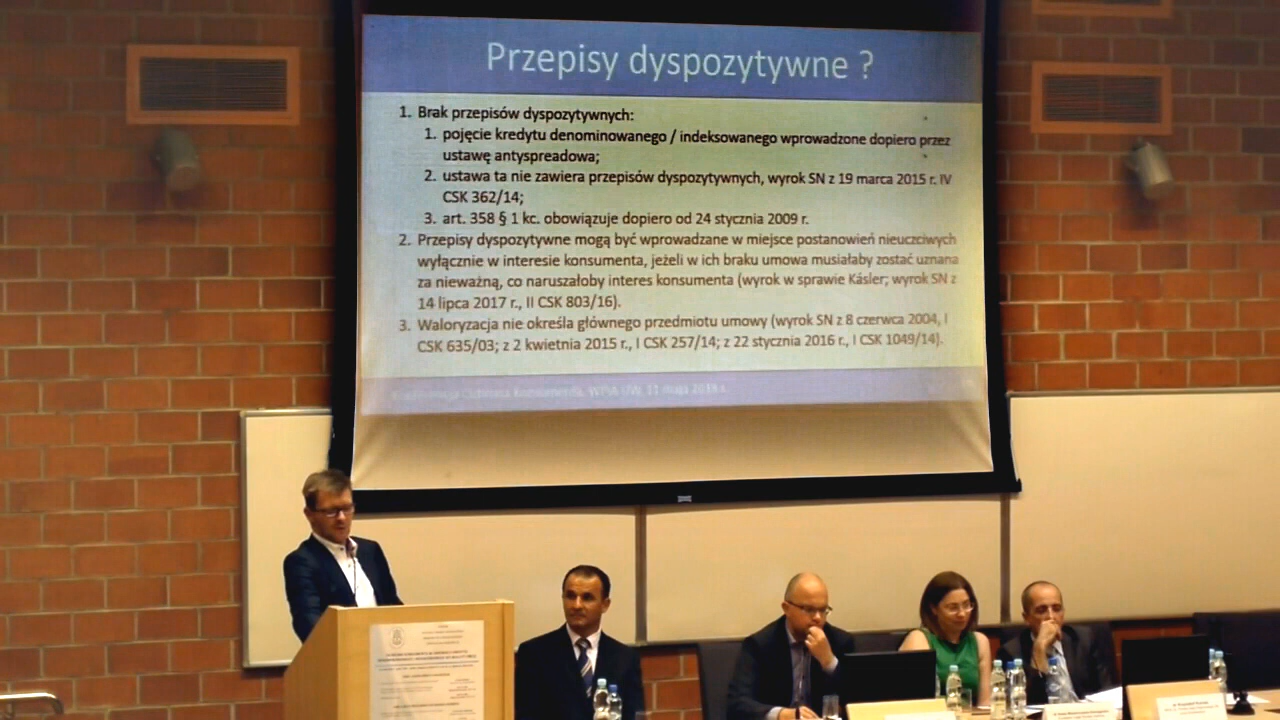 Przepisy dyspozytywne ?
1. Brak przepisów dyspozytywnych:
1. pojęcie kredytu denominowanego / indeksowanego wprowadzone dopiero przez
ustawę antyspreadowa;
2. ustawa ta nie zawiera przepisów dyspozytywnych, wyrok SN z 19 marca 2015 r. IV
CSK 362/14;
3. art. 358 § 1 kc. obowiązuje dopiero od 24 stycznia 2009 r.
2. Przepisy dyspozytywne mogą być wprowadzane w miejsce postanowień nieuczciwych
wyłącznie w interesie konsumenta, jeżeli w ich braku umowa musiałaby zostać uznana
za nieważną, co naruszałoby interes konsumenta (wyrok w sprawie Kásler; wyrok SN z
14 lipca 2017 r., II CSK 803/16).
3. Waloryzacja nie określa głównego przedmiotu umowy (wyrok SN z 8 czerwca 2004, I
CSK 635/03; z 2 kwietnia 2015 r., I CSK 257/14; z 22 stycznia 2016 r., I CSK 1049/14).